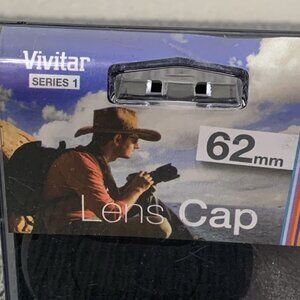 Vivitar
SERIES 1
62mm
Lens Cap